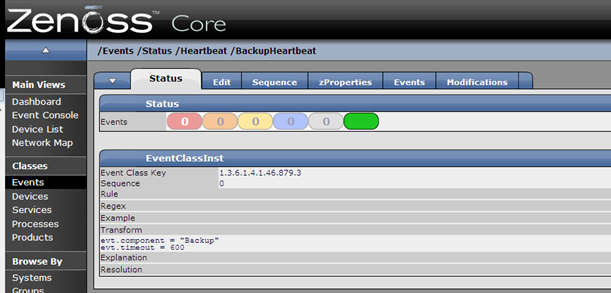 Zenoss™ Core
/Events /Status /Heartbeat /BackupHeartbeat
Main Views
Dashboard
Event Console
Device List
Network Map
Classes
Events
Devices
Services
Processes
Products
Browse By
Systems
Groups
Status Edit Sequence zProperties Events Modifications
Status
Events 0 0 0 0 0
EventClassInst
Event Class Key 1.3.6.1.4.1.46.879.3
Sequence 0
Rule
Regex
Example
Transform
evt.component = "Backup"
evt.timeout = 600
Explanation
Resolution